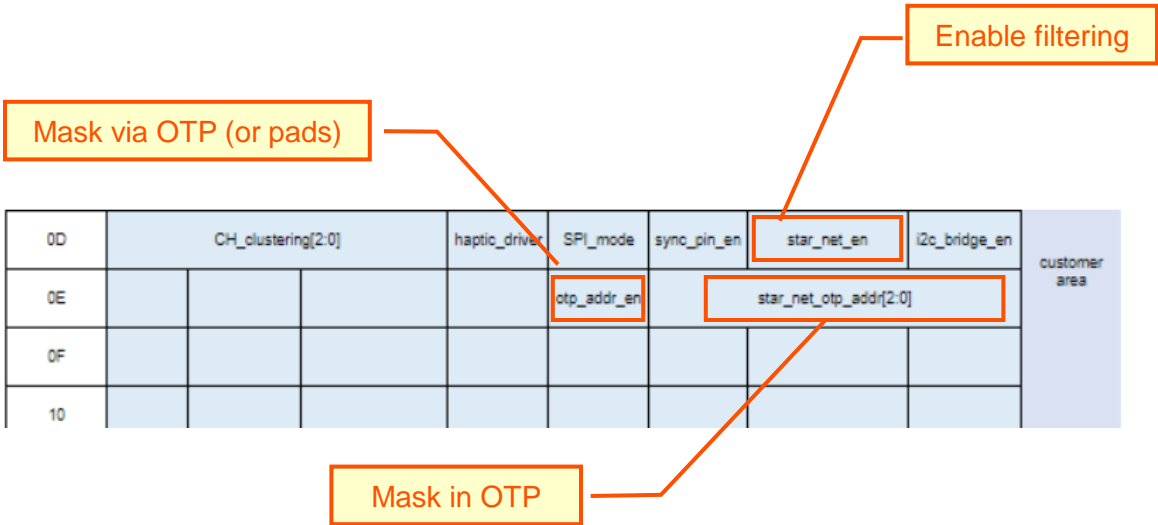 Enable filtering
Mask via OTP (or pads)
0D CH_clustering[2:0] haptic_driver SPI_mode sync_pin_en star_net_en i2c_bridge_en customer
area
0E otp_addr_en star_net_otp_addr[2:0]
0F
10
Mask in OTP